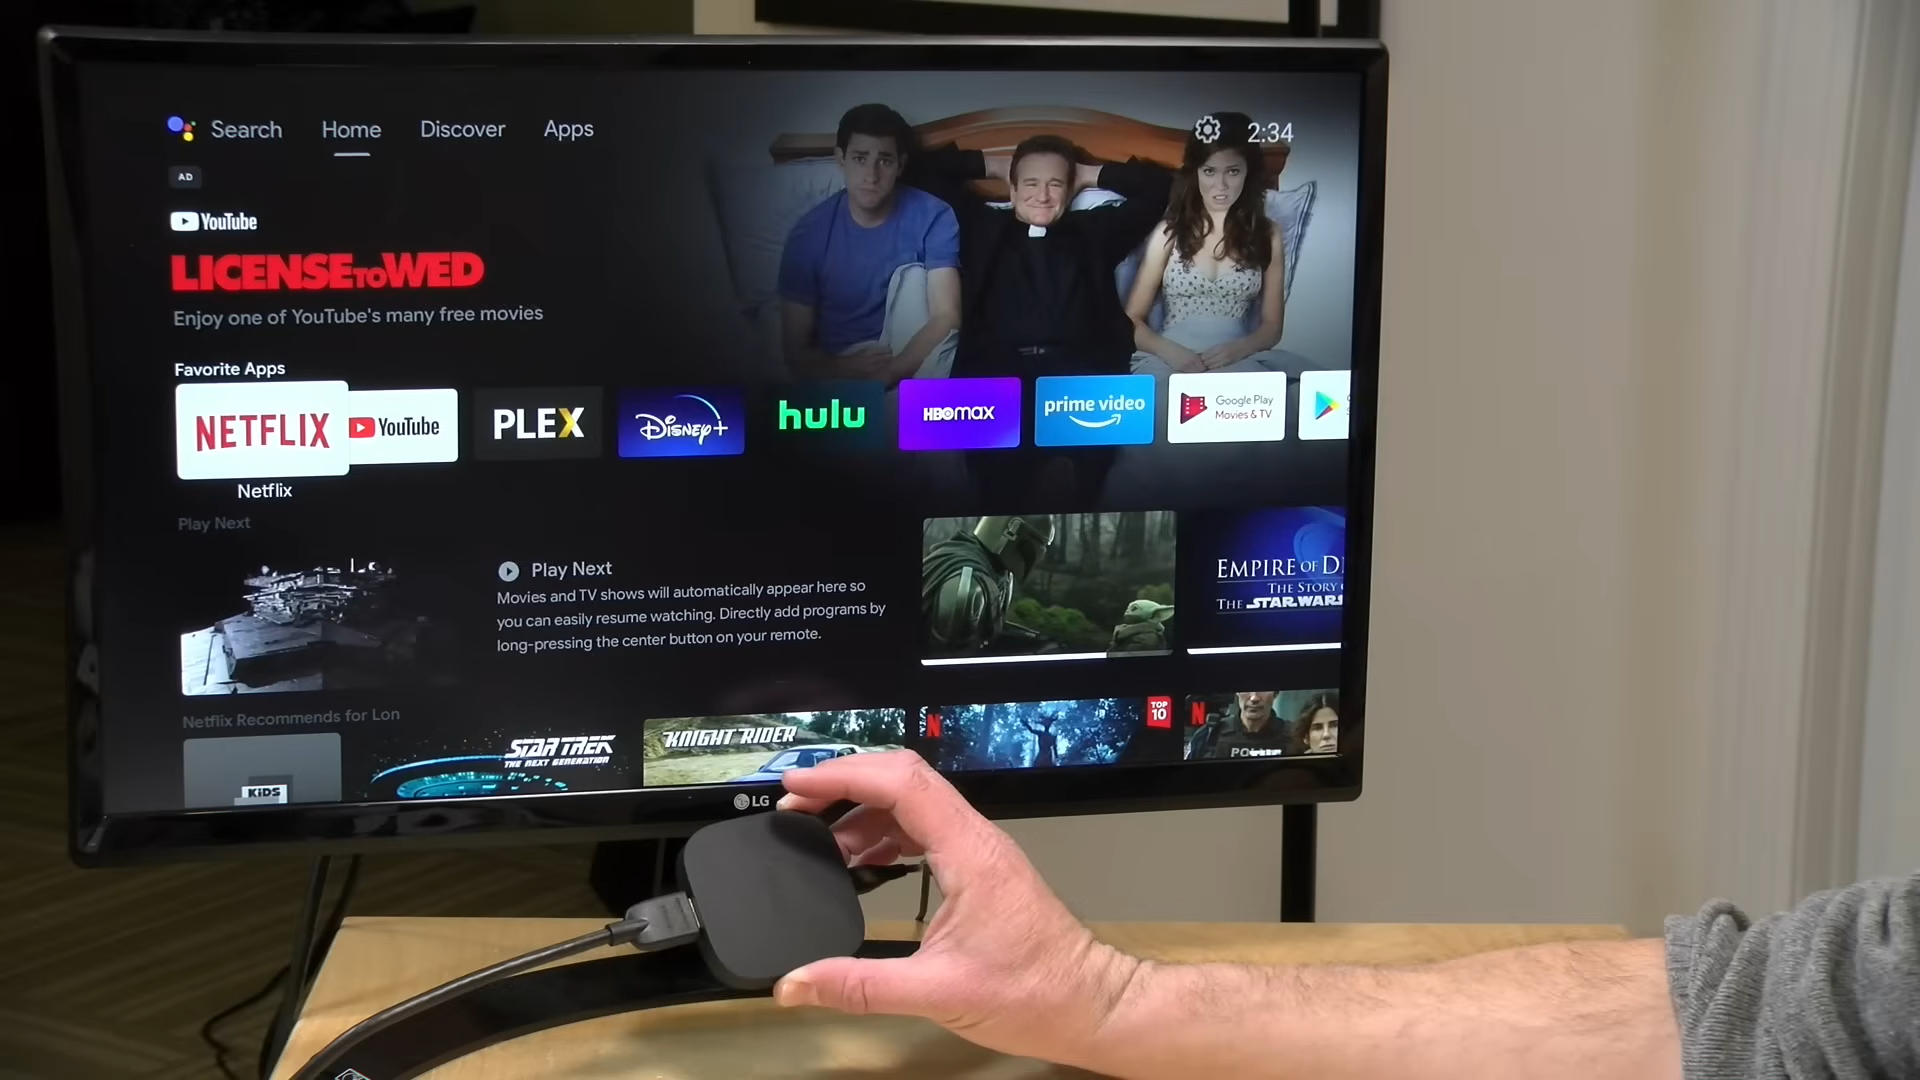 Search Home Discover Apps 2:34
AD
YouTube
LICENSE TO WED
Enjoy one of YouTube's many free movies
Favorite Apps
NETFLIX
YouTube
PLEX
Disney+
hulu
HBOmax
prime video
Google Play
Movies & TV
Netflix
Play Next
Play Next
Movies and TV shows will automatically appear here so
you can easily resume watching. Directly add programs by
long-pressing the center button on your remote.
EMPIRE OF D
THE STORY
THE STAR WARS
Netflix Recommends for Lon
KIDS
STAR TREK
THE NEXT GENERATION
KNIGHT RIDER
N
TOP
10
N
LG